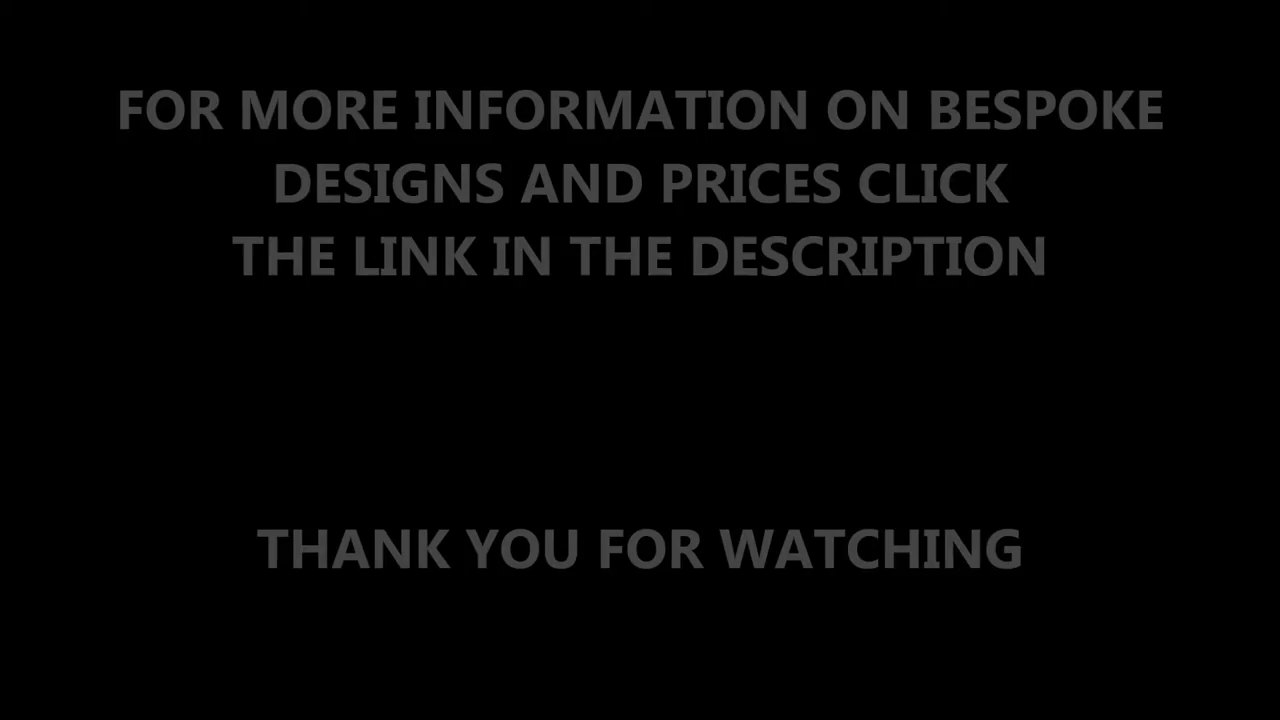 FOR MORE INFORMATION ON BESPOKE
DESIGNS AND PRICES CLICK
THE LINK IN THE DESCRIPTION
THANK YOU FOR WATCHING